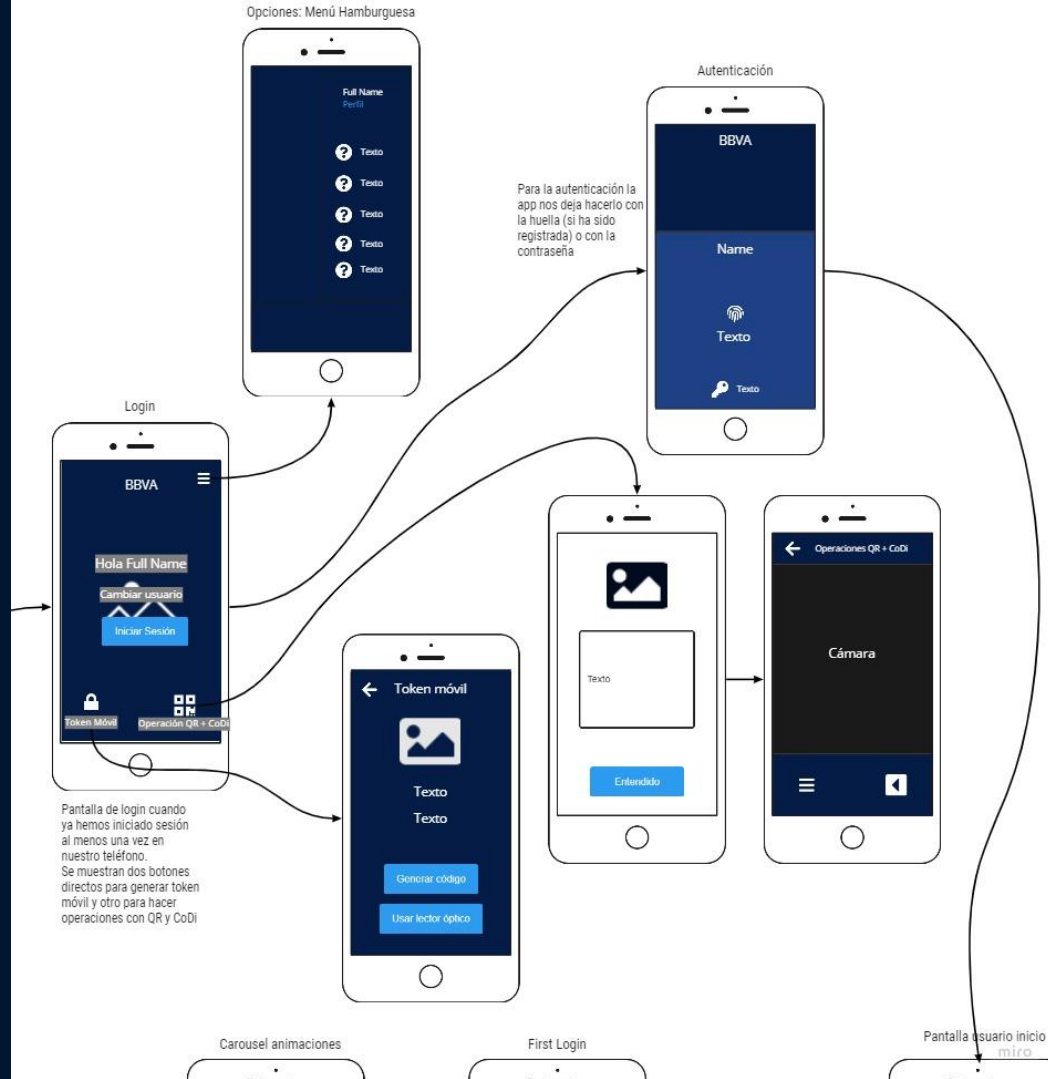 Opciones: Menú Hamburguesa
Full Name
Perfil
Texto
Texto
Texto
Texto
Texto
Autenticación
BBVA
Name
Texto
Texto
Para la autenticación la
app nos deja hacerlo con
la huella (si ha sido
registrada) o con la
contraseña
Login
BBVA
Hola Full Name
Cambiar usuario
Iniciar Sesión
Token Móvil
Operación QR + CoDi
Pantalla de login cuando
ya hemos iniciado sesión
al menos una vez en
nuestro teléfono.
Se muestran dos botones
directos para generar token
móvil y otro para hacer
operaciones con QR y CoDi
Token móvil
Texto
Texto
Generar código
Usar lector óptico
Texto
Entendido
Operaciones QR + CoDi
Cámara
Carousel animaciones
First Login
Pantalla usuario inicio
miro